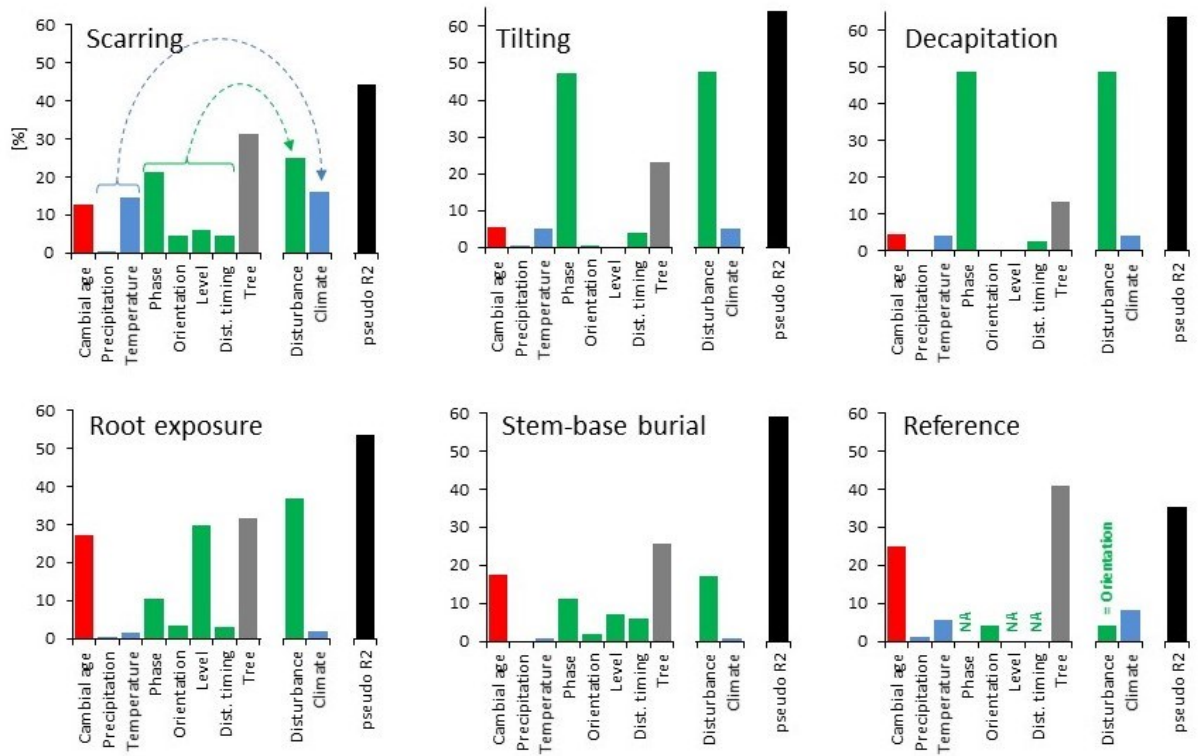 Scarring
[%]
60
50
40
30
20
10
0
Cambial age
Precipitation
Temperature
Phase
Orientation
Level
Dist. timing
Tree
Disturbance
Climate
pseudo R2
Tilting
60
50
40
30
20
10
0
Cambial age
Precipitation
Temperature
Phase
Orientation
Level
Dist. timing
Tree
Disturbance
Climate
pseudo R2
Decapitation
60
50
40
30
20
10
0
Cambial age
Precipitation
Temperature
Phase
Orientation
Level
Dist. timing
Tree
Disturbance
Climate
pseudo R2
Root exposure
60
50
40
30
20
10
0
Cambial age
Precipitation
Temperature
Phase
Orientation
Level
Dist. timing
Tree
Disturbance
Climate
pseudo R2
Stem-base burial
60
50
40
30
20
10
0
Cambial age
Precipitation
Temperature
Phase
Orientation
Level
Dist. timing
Tree
Disturbance
Climate
pseudo R2
Reference
60
50
40
30
20
10
0
NA
NA
NA
= Orientation
Cambial age
Precipitation
Temperature
Phase
Orientation
Level
Dist. timing
Tree
Disturbance
Climate
pseudo R2